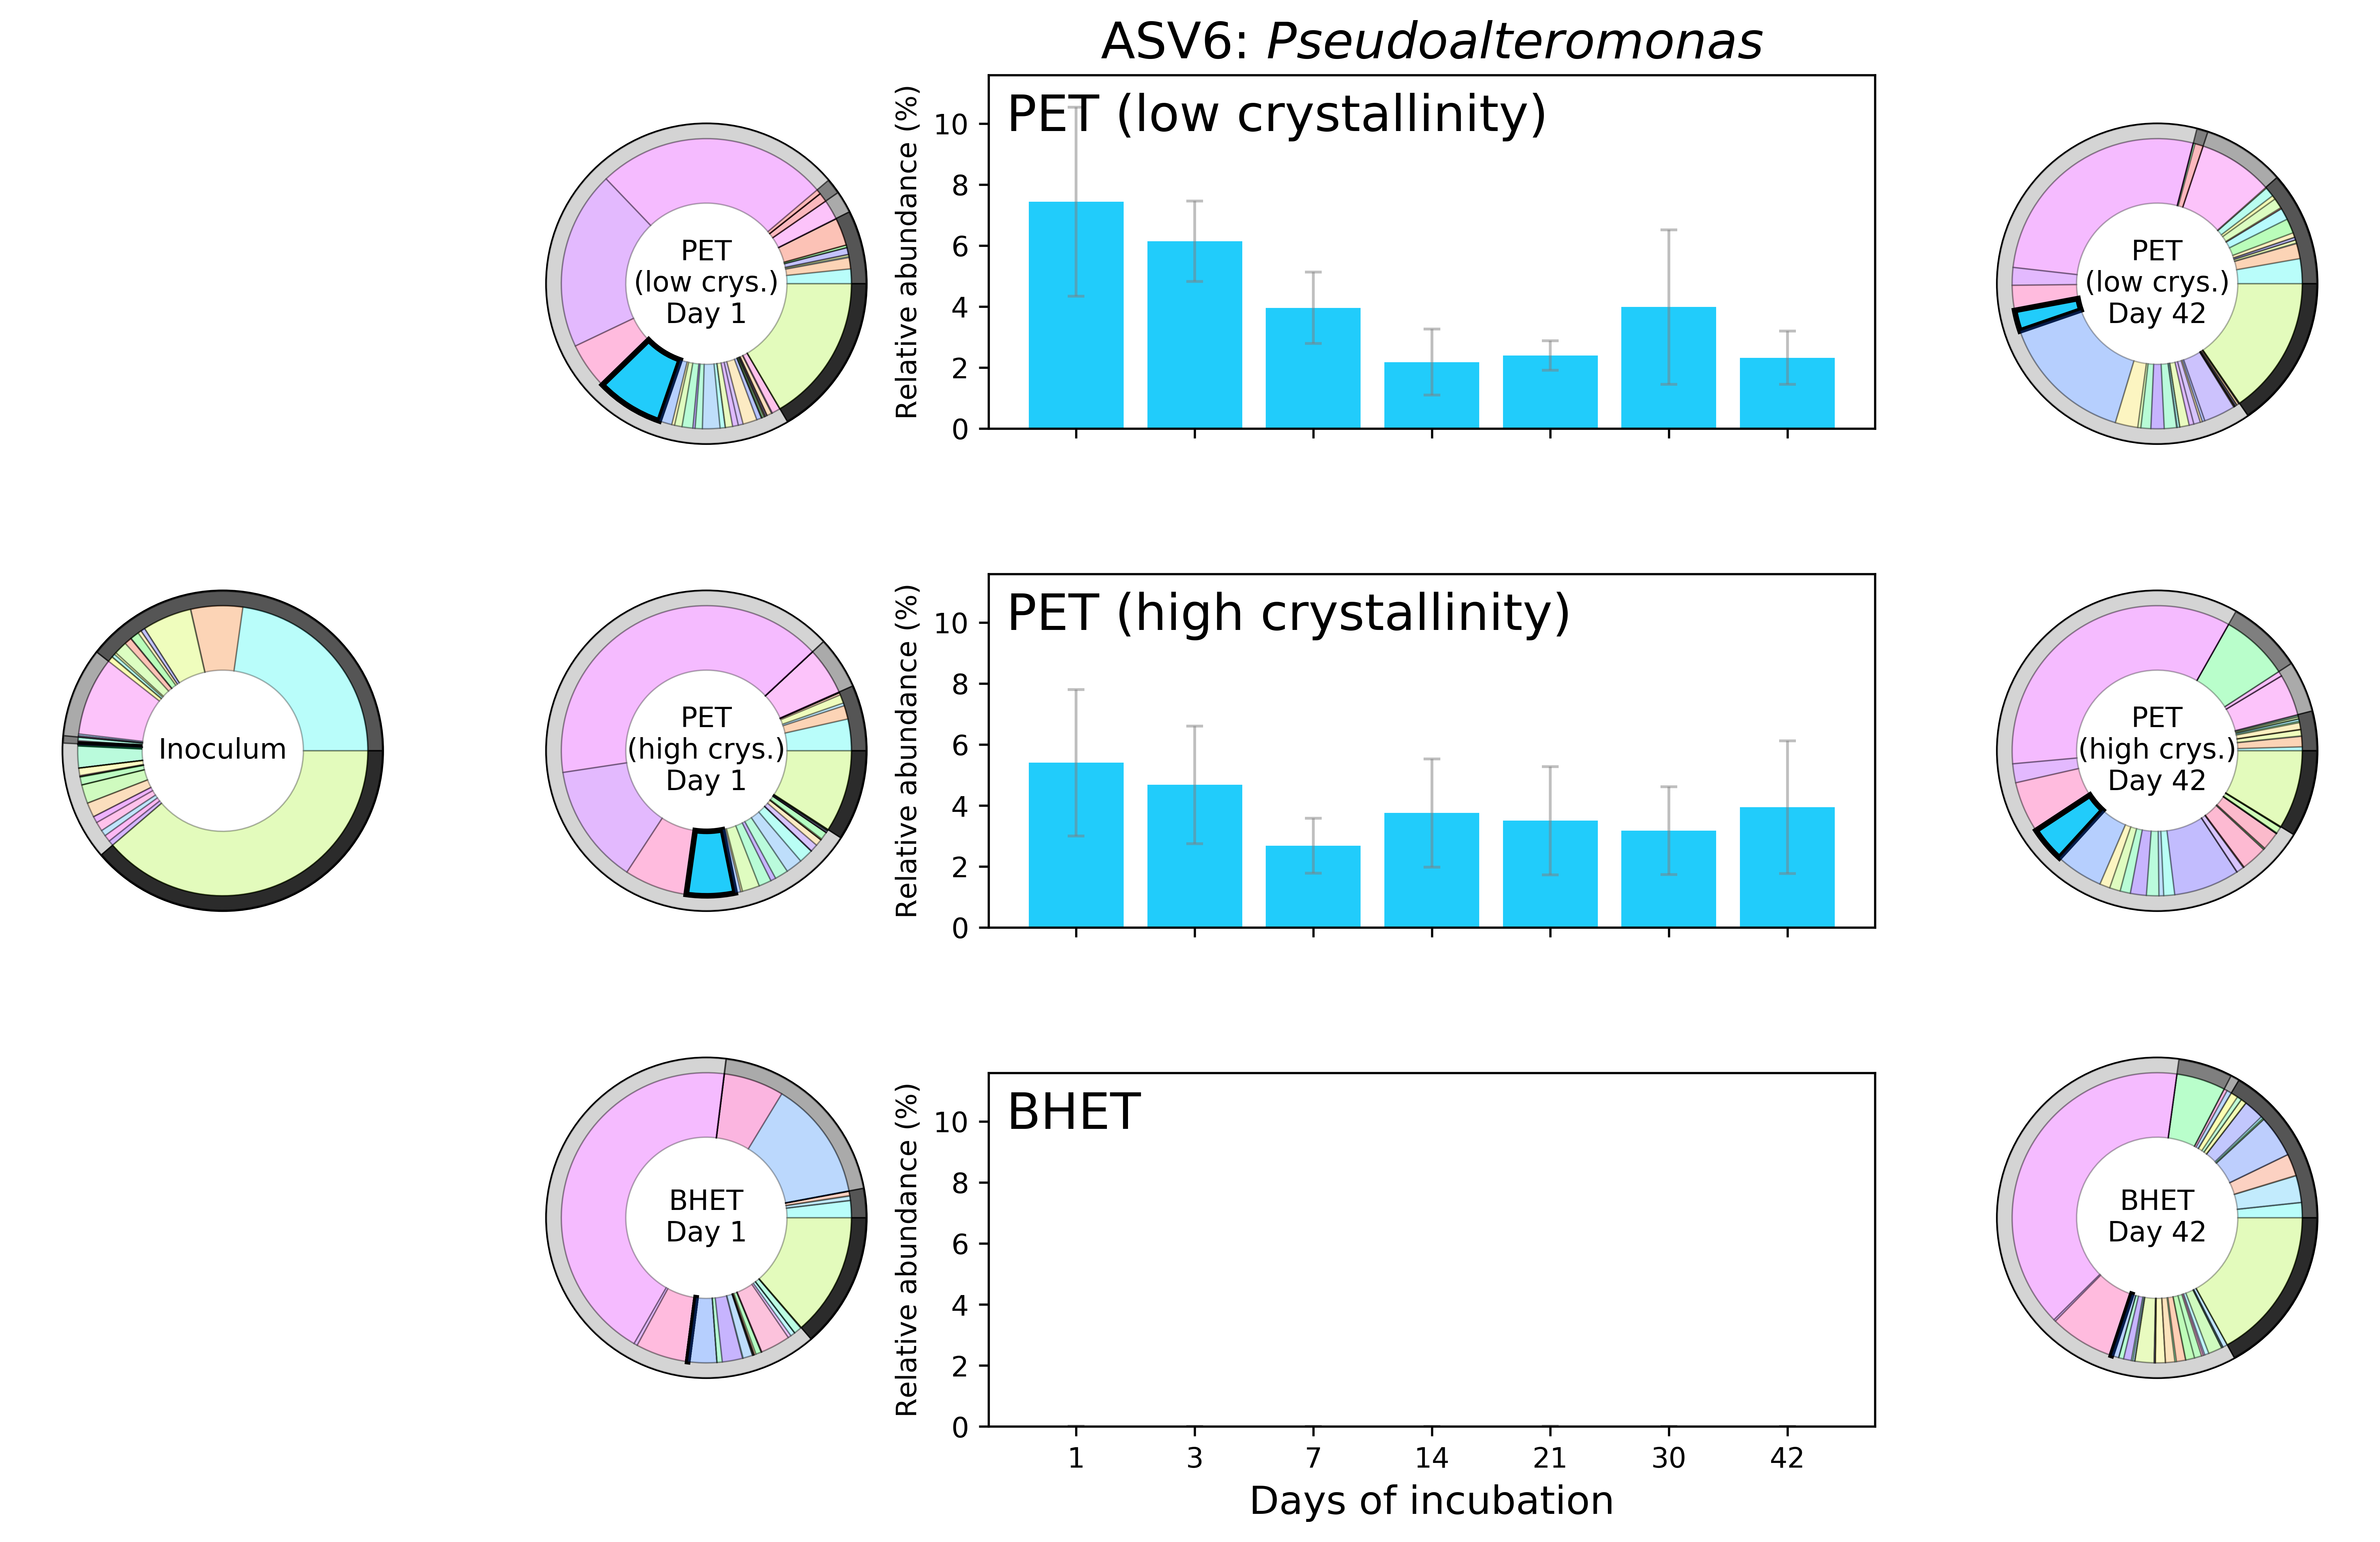 ASV6: Pseudoalteromonas
PET (low crystallinity)
Relative abundance (%)
10
8
6
4
2
0
PET
(low crys.)
Day 1
PET
(low crys.)
Day 42
Inoculum
PET
(high crys.)
Day 1
PET (high crystallinity)
Relative abundance (%)
10
8
6
4
2
0
PET
(high crys.)
Day 42
BHET
Day 1
BHET
Relative abundance (%)
10
8
6
4
2
0
1 3 7 14 21 30 42
Days of incubation
BHET
Day 42